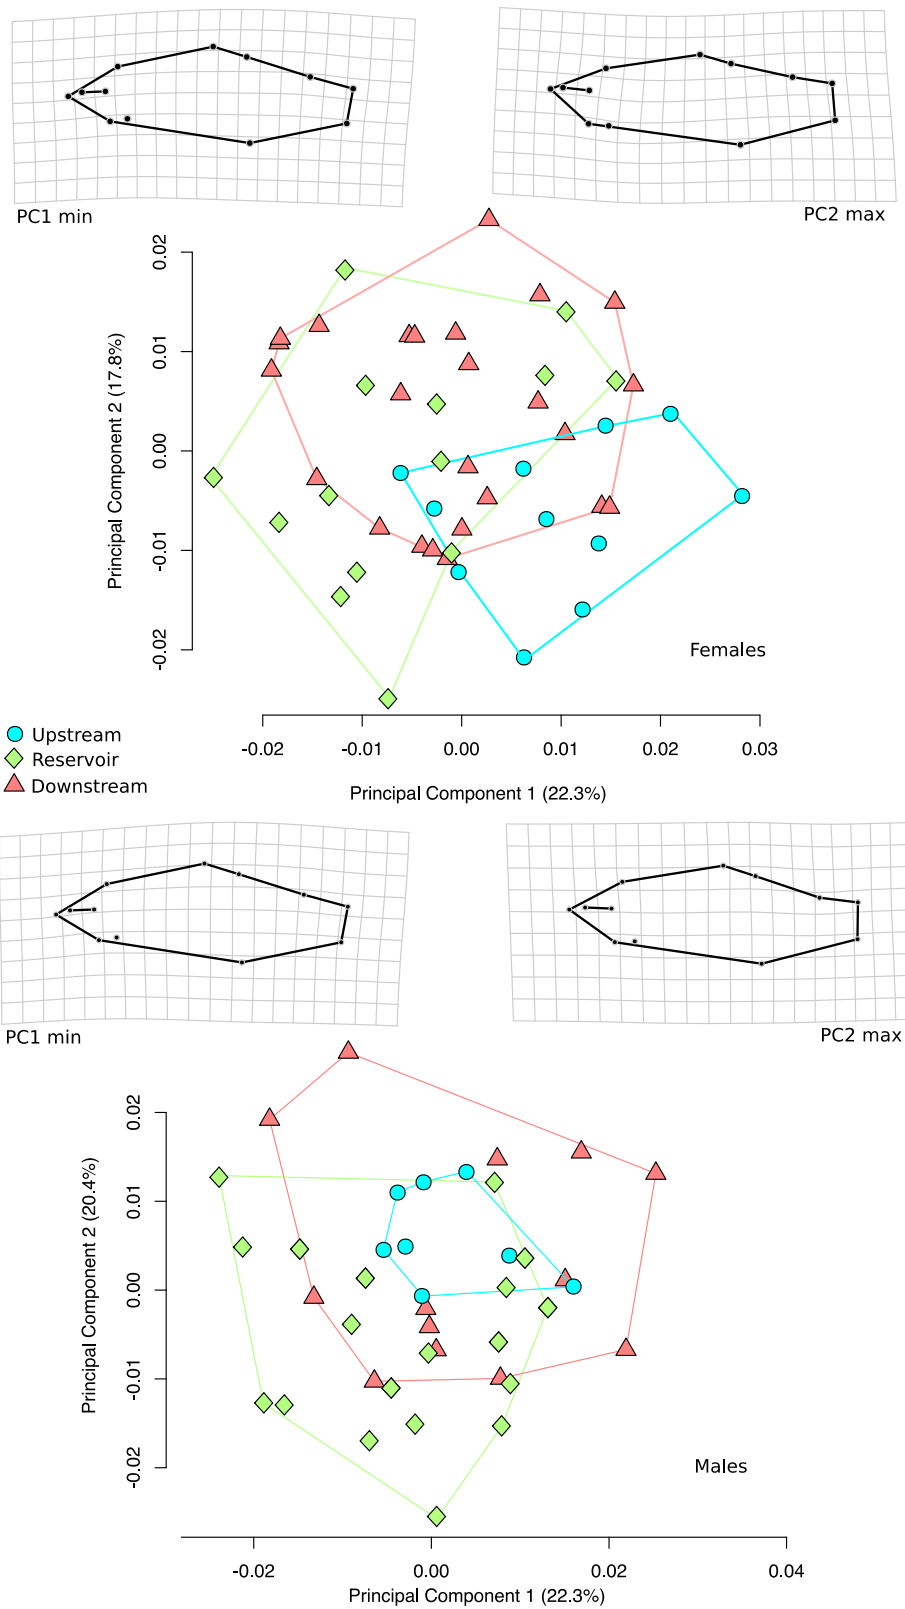 PC1 min
PC2 max
0.02
0.01
0.00
-0.01
-0.02
Principal Component 2 (17.8%)
Females
-0.02 -0.01 0.00 0.01 0.02 0.03
Principal Component 1 (22.3%)
Upstream
Reservoir
Downstream
PC1 min
PC2 max
0.02
0.01
0.00
-0.01
-0.02
Principal Component 2 (20.4%)
Males
-0.02 0.00 0.02 0.04
Principal Component 1 (22.3%)